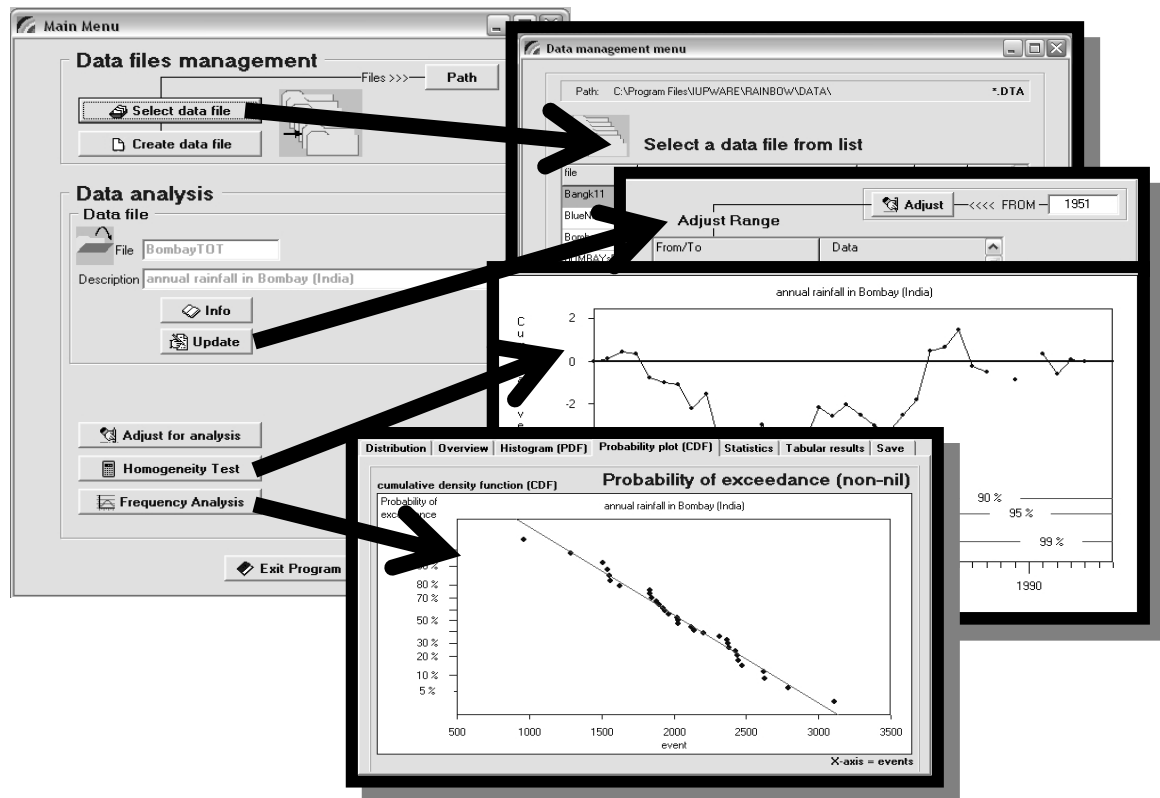 Main Menu
Data files management
Files >>>
Path
Select data file
Create data file
Data analysis
Data file
File
BombayTOT
Description
annual rainfall in Bombay (India)
Info
Update
Adjust for analysis
Homogeneity Test
Frequency Analysis
Exit Program
Data management menu
Path: C:\Program Files\IUPWARE\RAINBOW\DATA\
*.DTA
Select a data file from list
file
Bangk11
Adjust
<<<< FROM
1951
Adjust Range
From/To
Data
annual rainfall in Bombay (India)
2
0
-2
90 %
95 %
99 %
1990
Distribution
Overview
Histogram (PDF)
Probability plot (CDF)
Statistics
Tabular results
Save
cumulative density function (CDF)
Probability of exceedance (non-nil)
Probability of
annual rainfall in Bombay (India)
80 %
70 %
50 %
30 %
20 %
10 %
5 %
500
1000
1500
2000
2500
3000
3500
event
X-axis = events